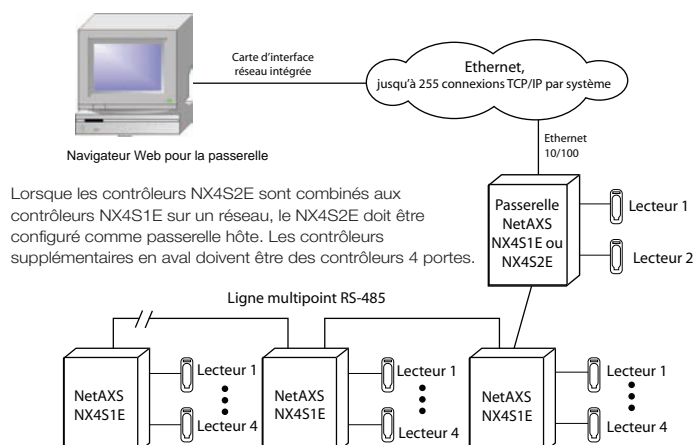 Carte d'interface
réseau intégrée
Ethernet,
jusqu'à 255 connexions TCP/IP par système
Navigateur Web pour la passerelle
Ethernet
10/100
Lorsque les contrôleurs NX4S2E sont combinés aux
contrôleurs NX4S1E sur un réseau, le NX4S2E doit être
configuré comme passerelle hôte. Les contrôleurs
supplémentaires en aval doivent être des contrôleurs 4 portes.
Passerelle
NetAXS
NX4S1E ou
NX4S2E
Lecteur 1
Lecteur 2
Ligne multipoint RS-485
NetAXS
NX4S1E
Lecteur 1
Lecteur 4
NetAXS
NX4S1E
Lecteur 1
Lecteur 4
NetAXS
NX4S1E
Lecteur 1
Lecteur 4